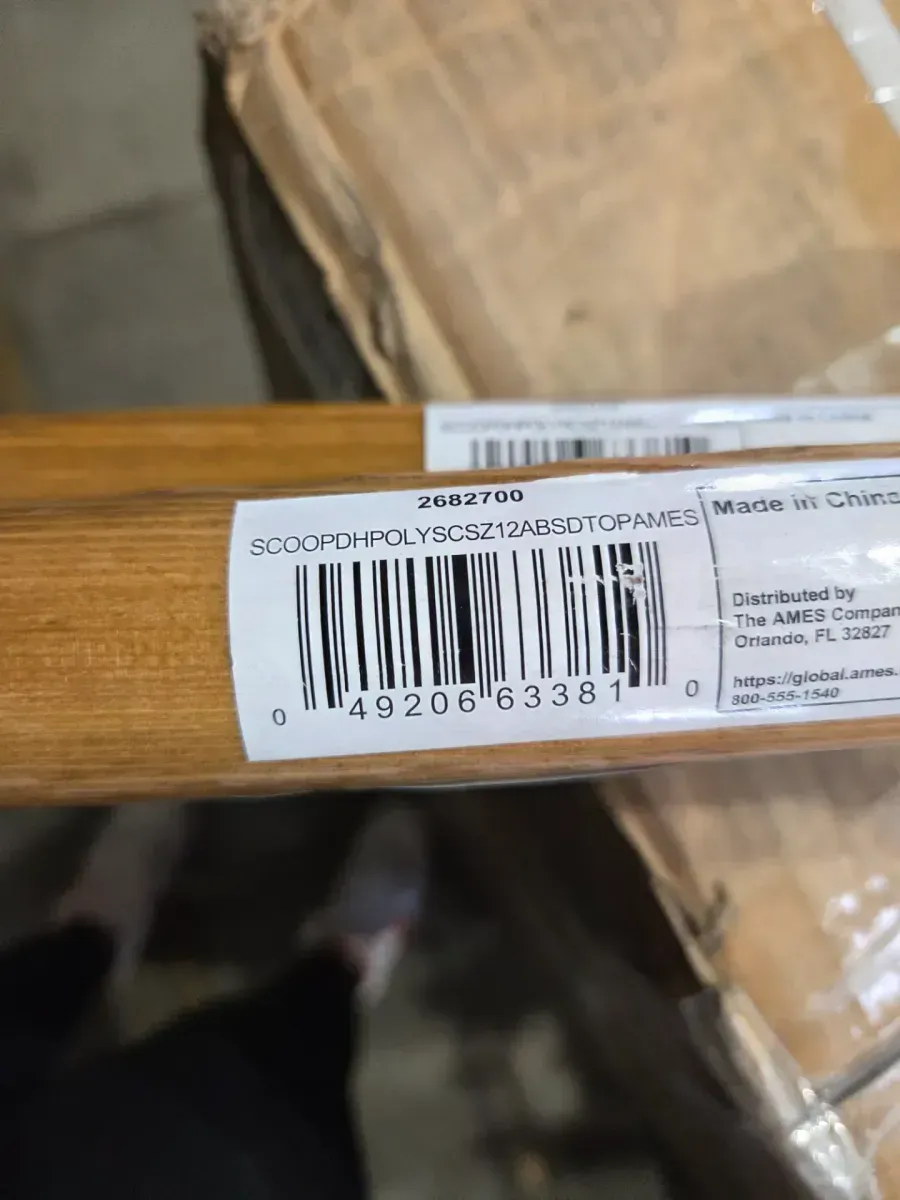 2682700
SCOOPDHPOLYSCSZ12ABSDTOPAMES
0 49206 63381 0
Made in China
Distributed by
The AMES Compan
Orlando, FL 32827
https://global.ames.
800-555-1540